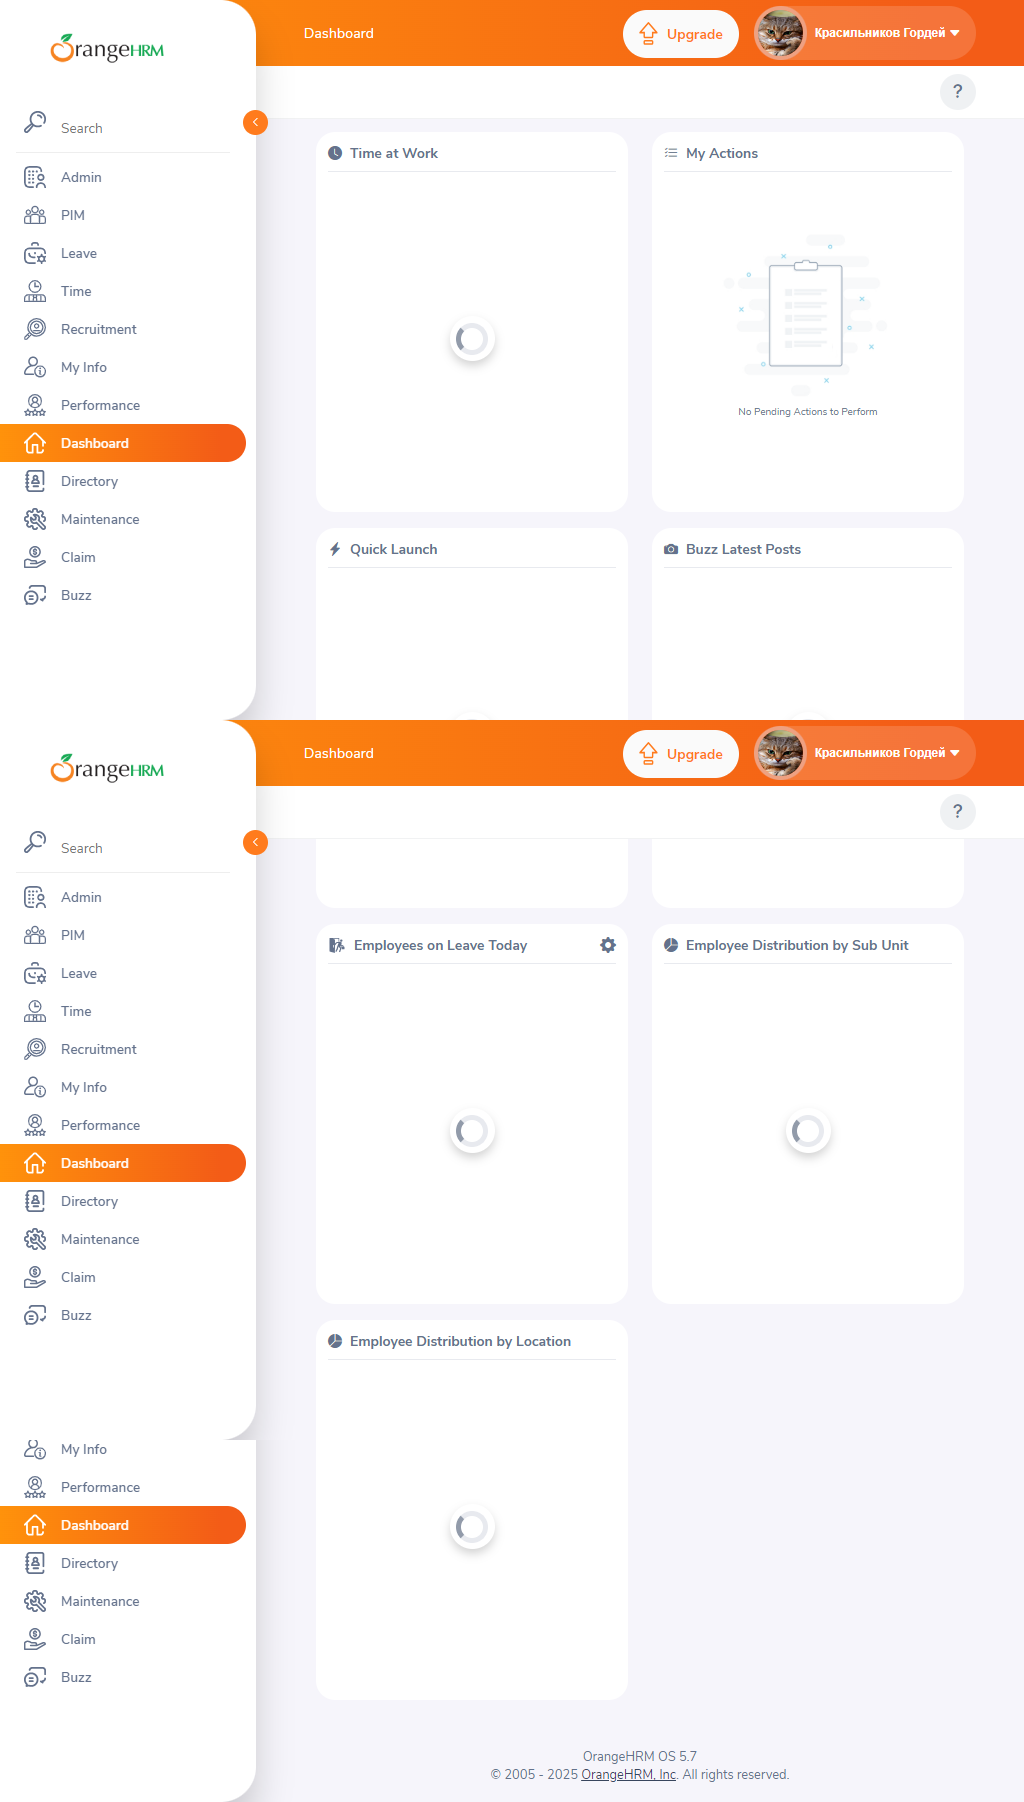 OrangeHRM
Dashboard
Upgrade
Красильников Гордей
?
Search
Admin
PIM
Leave
Time
Recruitment
My Info
Performance
Dashboard
Directory
Maintenance
Claim
Buzz
Time at Work
My Actions
No Pending Actions to Perform
Quick Launch
Buzz Latest Posts
OrangeHRM
Dashboard
Upgrade
Красильников Гордей
?
Search
Admin
PIM
Leave
Time
Recruitment
My Info
Performance
Dashboard
Directory
Maintenance
Claim
Buzz
Employees on Leave Today
Employee Distribution by Sub Unit
Employee Distribution by Location
My Info
Performance
Dashboard
Directory
Maintenance
Claim
Buzz
OrangeHRM OS 5.7
© 2005 - 2025 OrangeHRM, Inc. All rights reserved.